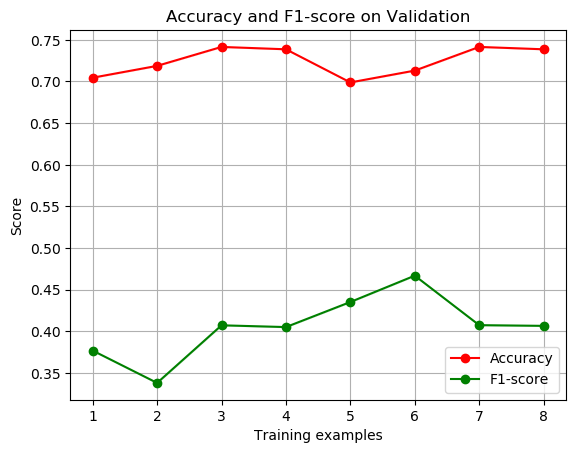 Accuracy and F1-score on Validation
0.75
0.70
0.65
0.60
0.55
0.50
0.45
0.40
0.35
Score
Accuracy
F1-score
1 2 3 4 5 6 7 8
Training examples